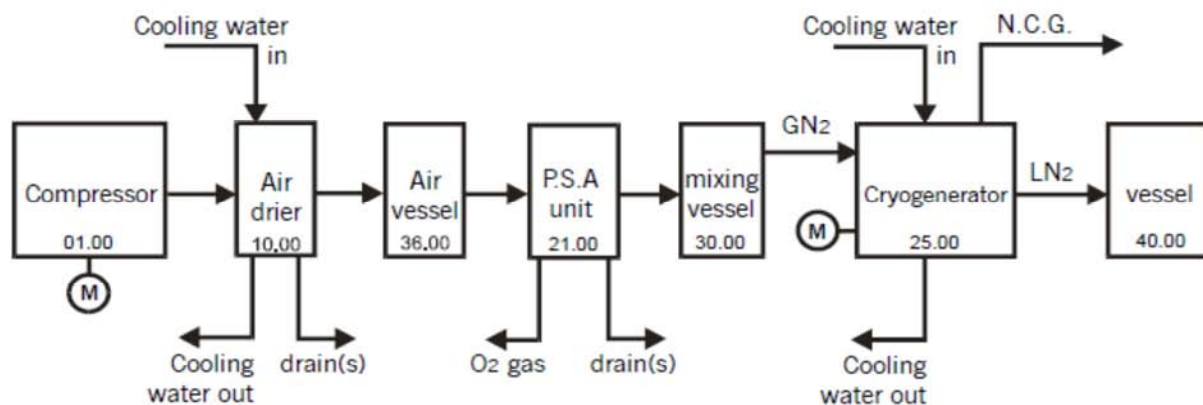 Cooling water
in
Cooling water
in
N.C.G.
Compressor
01.00
M
Air
drier
10.00
Air
vessel
36.00
P.S.A
unit
21.00
mixing
vessel
30.00
GN2
M
Cryogenerator
25.00
LN2
vessel
40.00
Cooling
water out
drain(s)
O2 gas
drain(s)
Cooling
water out